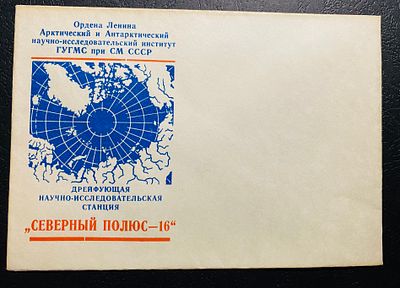 Ордена Ленина
Арктический и Антарктический
научно-исследовательский институт
ГУГМС при СМ СССР
ДРЕЙФУЮЩАЯ
НАУЧНО-ИССЛЕДОВАТЕЛЬСКАЯ
СТАНЦИЯ
„СЕВЕРНЫЙ ПОЛЮС—16“